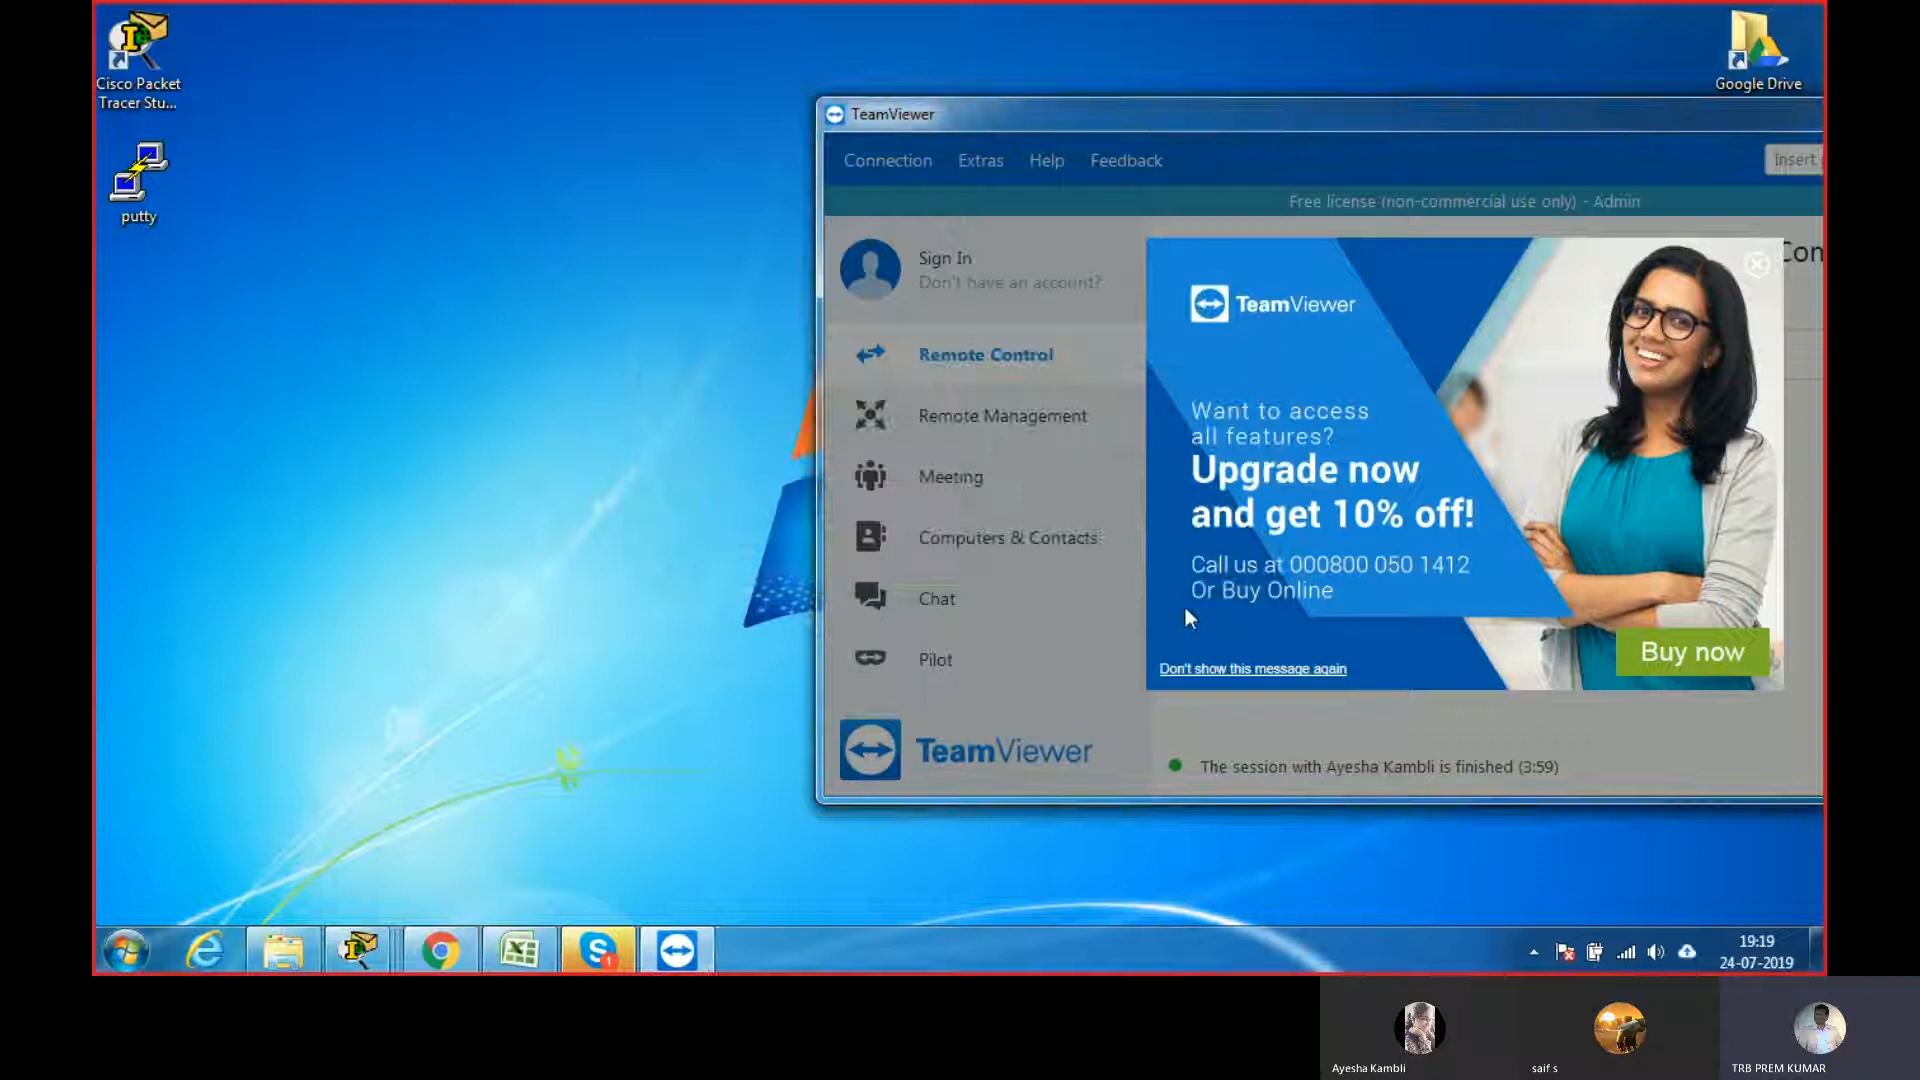 Cisco Packet
Tracer Stu...
putty
Google Drive
TeamViewer
Connection Extras Help Feedback
Insert
Free license (non-commercial use only) - Admin
Sign In
Don't have an account?
Remote Control
Remote Management
Meeting
Computers & Contacts
Chat
Pilot
TeamViewer
Con
TeamViewer
Want to access
all features?
Upgrade now
and get 10% off!
Call us at 000800 050 1412
Or Buy Online
Don't show this message again
Buy now
The session with Ayesha Kambli is finished (3:59)
1
19:19
24-07-2019
Ayesha Kambli
saif s
TRB PREM KUMAR